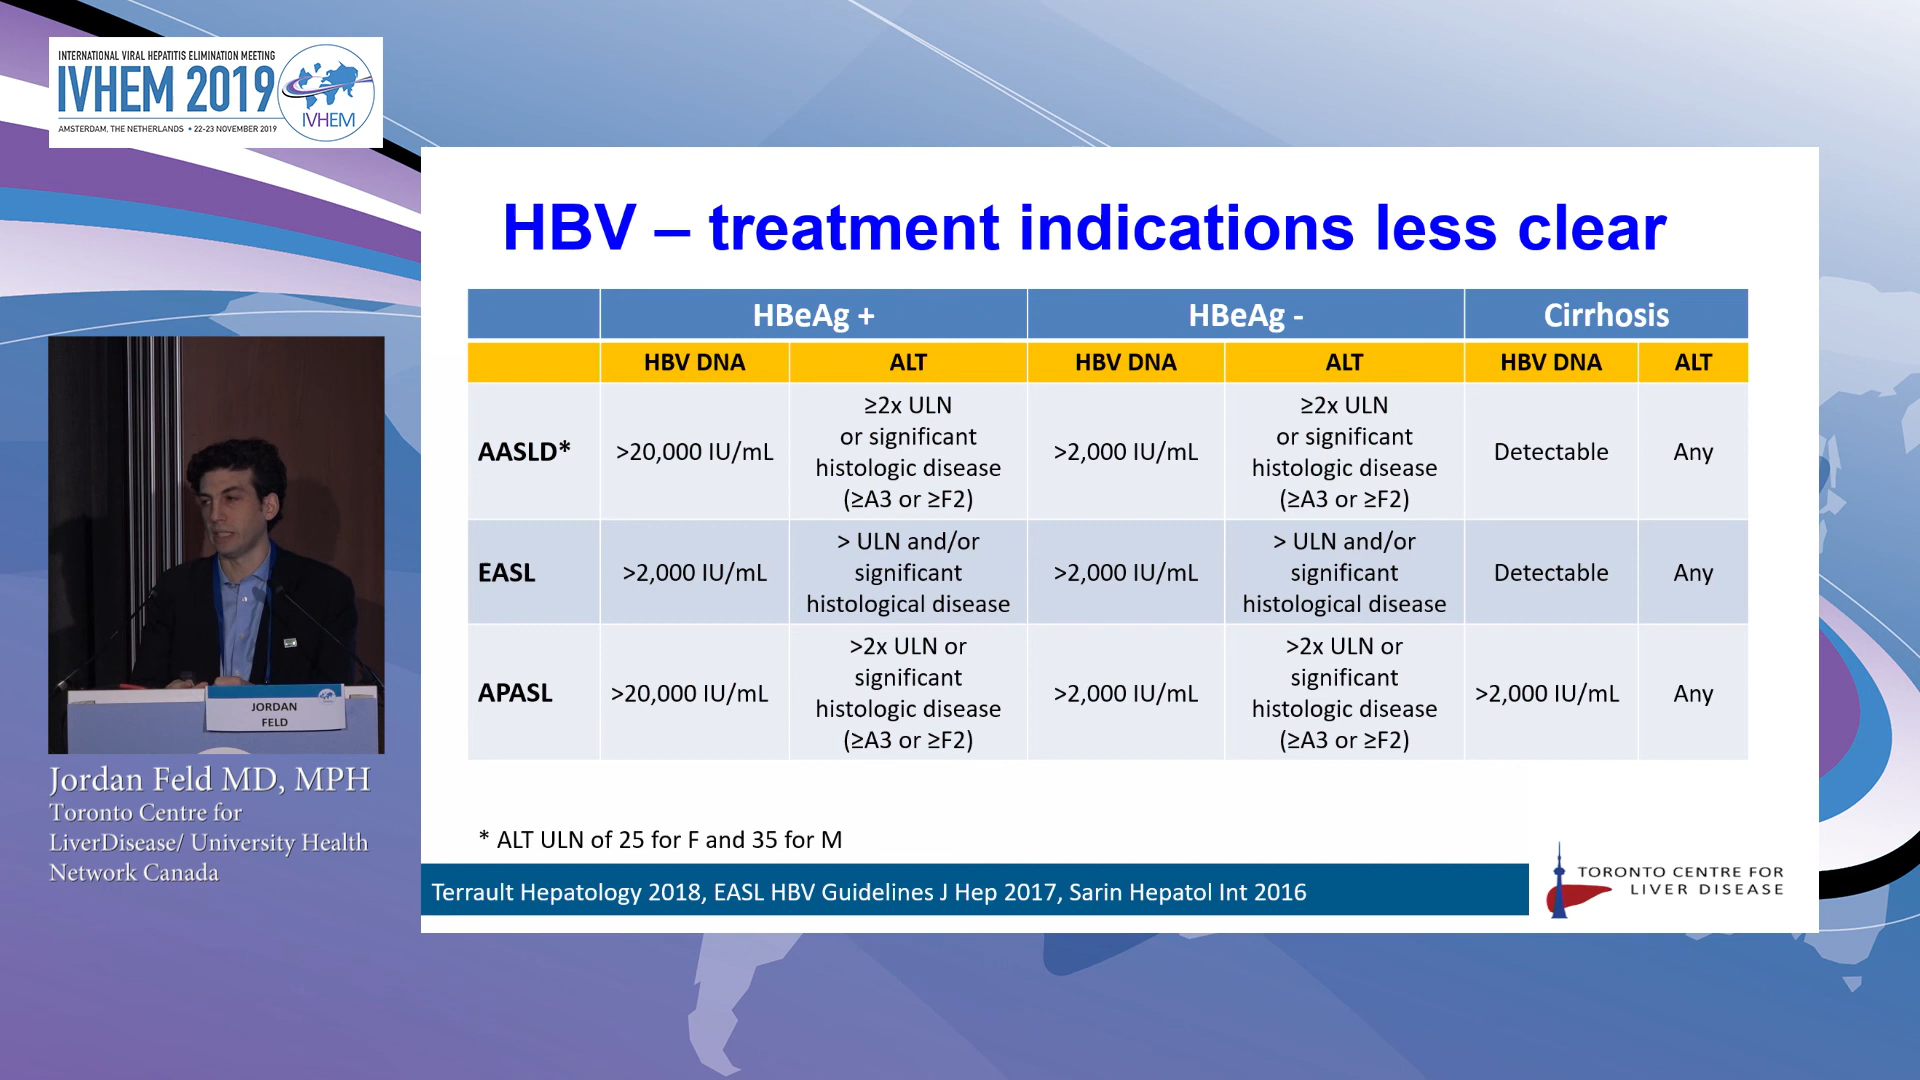 INTERNATIONAL VIRAL HEPATITIS ELIMINATION MEETING
IVHEM 2019
IVHEM
AMSTERDAM, THE NETHERLANDS • 22-23 NOVEMBER 2019
HBV – treatment indications less clear
HBeAg + HBeAg - Cirrhosis
HBV DNA ALT HBV DNA ALT HBV DNA ALT
AASLD* >20,000 IU/mL ≥2x ULN or significant histologic disease (≥A3 or ≥F2) >2,000 IU/mL ≥2x ULN or significant histologic disease (≥A3 or ≥F2) Detectable Any
EASL >2,000 IU/mL > ULN and/or significant histological disease >2,000 IU/mL > ULN and/or significant histological disease Detectable Any
APASL >20,000 IU/mL >2x ULN or significant histologic disease (≥A3 or ≥F2) >2,000 IU/mL >2x ULN or significant histologic disease (≥A3 or ≥F2) >2,000 IU/mL Any
* ALT ULN of 25 for F and 35 for M
Terrault Hepatology 2018, EASL HBV Guidelines J Hep 2017, Sarin Hepatol Int 2016
TORONTO CENTRE FOR
LIVER DISEASE
JORDAN
FELD
Jordan Feld MD, MPH
Toronto Centre for
LiverDisease/ University Health
Network Canada